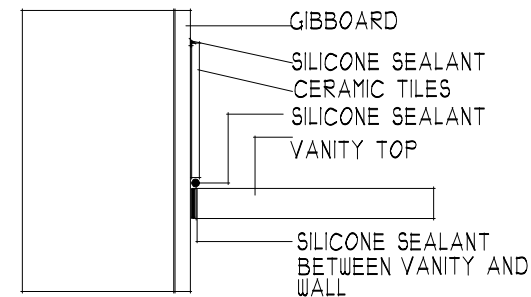 GIBBOARD
SILICONE SEALANT
CERAMIC TILES
SILICONE SEALANT
VANITY TOP
SILICONE SEALANT
BETWEEN VANITY AND
WALL